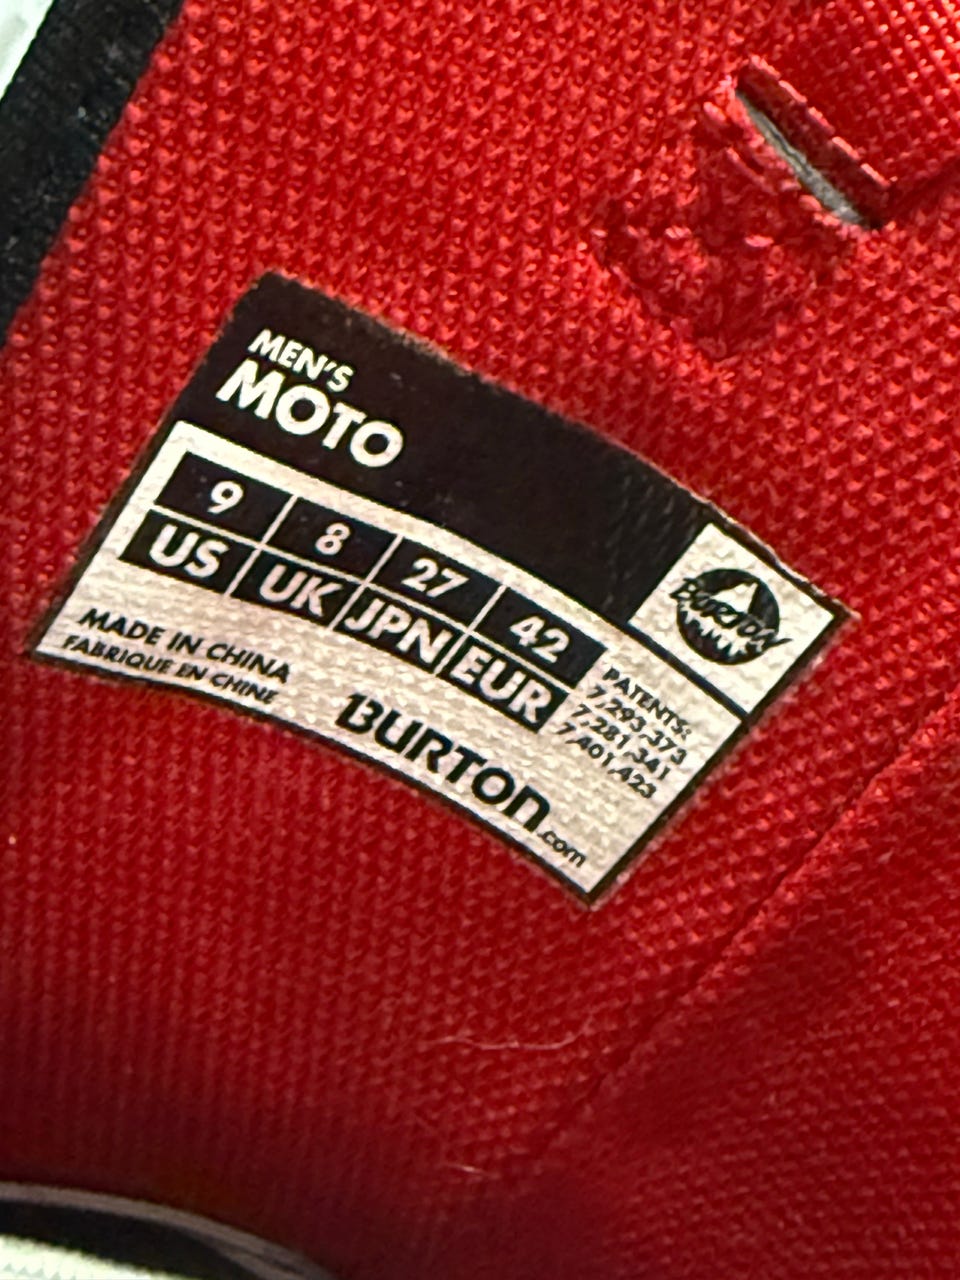 MEN'S
MOTO
9 8 27 42
US UK JPN EUR
MADE IN CHINA
FABRIQUE EN CHINE
BURTON.com
PATENTS:
7,293,373
7,281,341
7,401,423
BURTON